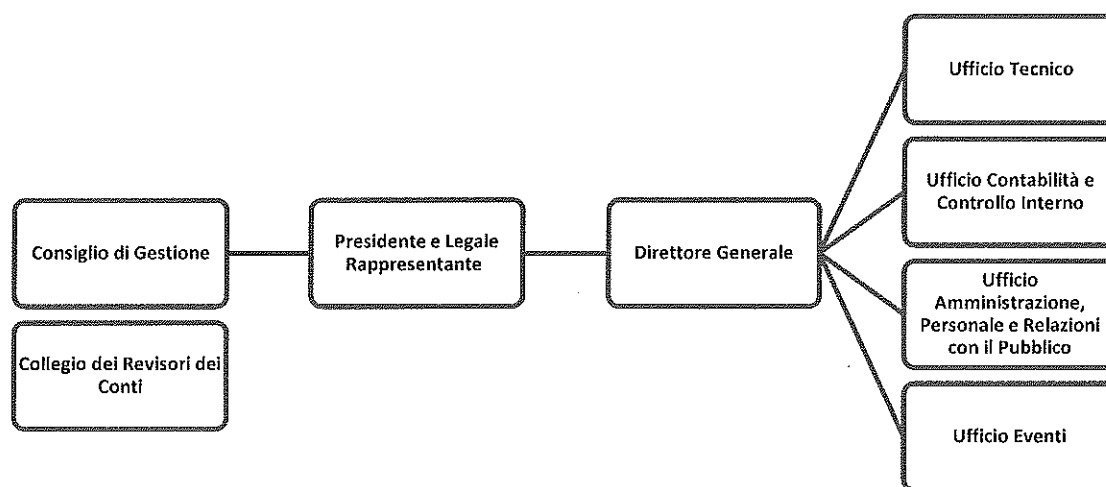 Consiglio di Gestione
Collegio dei Revisori dei
Conti
Presidente e Legale
Rappresentante
Direttore Generale
Ufficio Tecnico
Ufficio Contabilità e
Controllo Interno
Ufficio
Amministrazione,
Personale e Relazioni
con il Pubblico
Ufficio Eventi